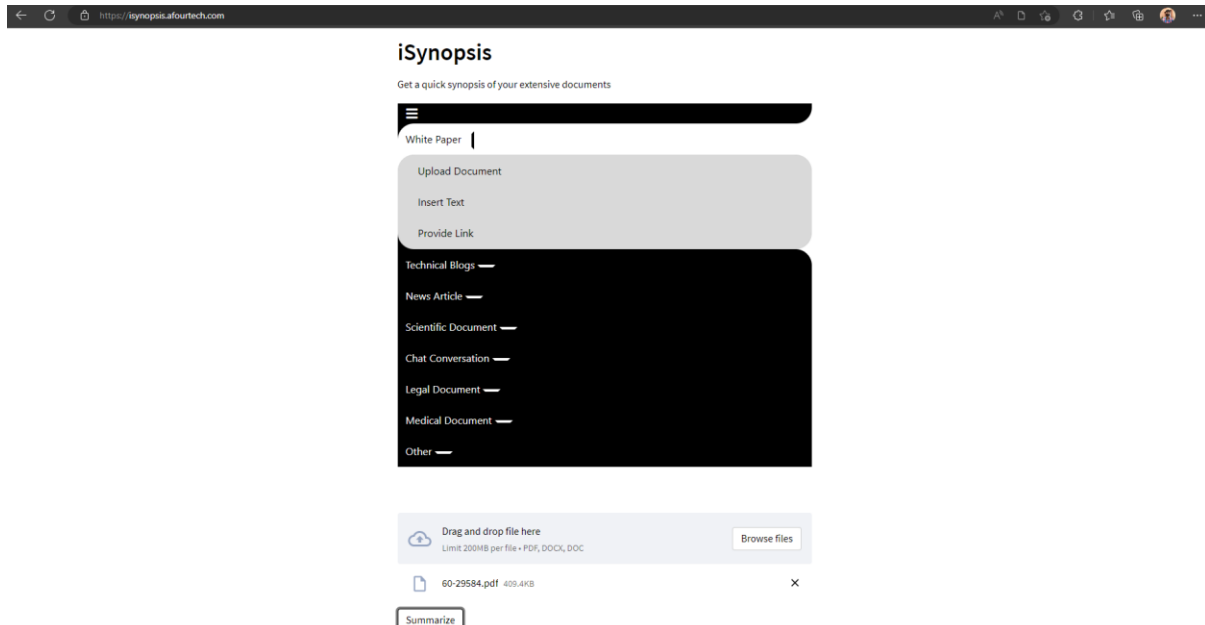 https://isynopsis.afourtech.com
iSynopsis
Get a quick synopsis of your extensive documents
White Paper
Upload Document
Insert Text
Provide Link
Technical Blogs
News Article
Scientific Document
Chat Conversation
Legal Document
Medical Document
Other
Drag and drop file here
Limit 200MB per file • PDF, DOCX, DOC
Browse files
60-29584.pdf 409.4KB
Summarize